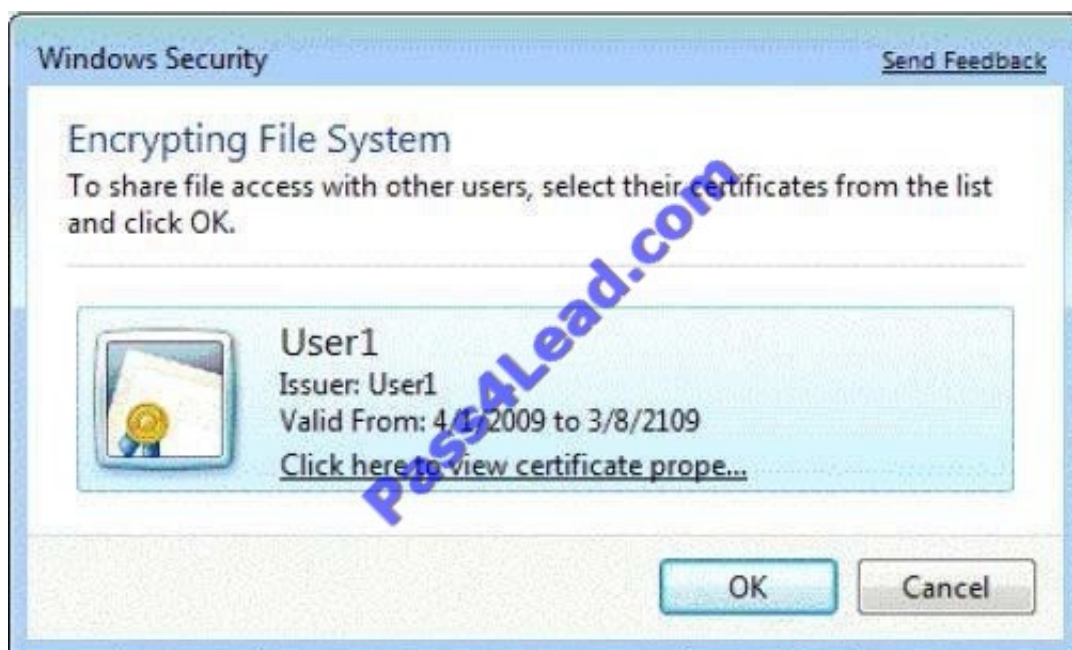 Windows Security
Send Feedback
Encrypting File System
To share file access with other users, select their certificates from the list
and click OK.
User1
Issuer: User1
Valid From: 4/1/2009 to 3/8/2109
Click here to view certificate prope...
Pass4Lead.com
OK
Cancel